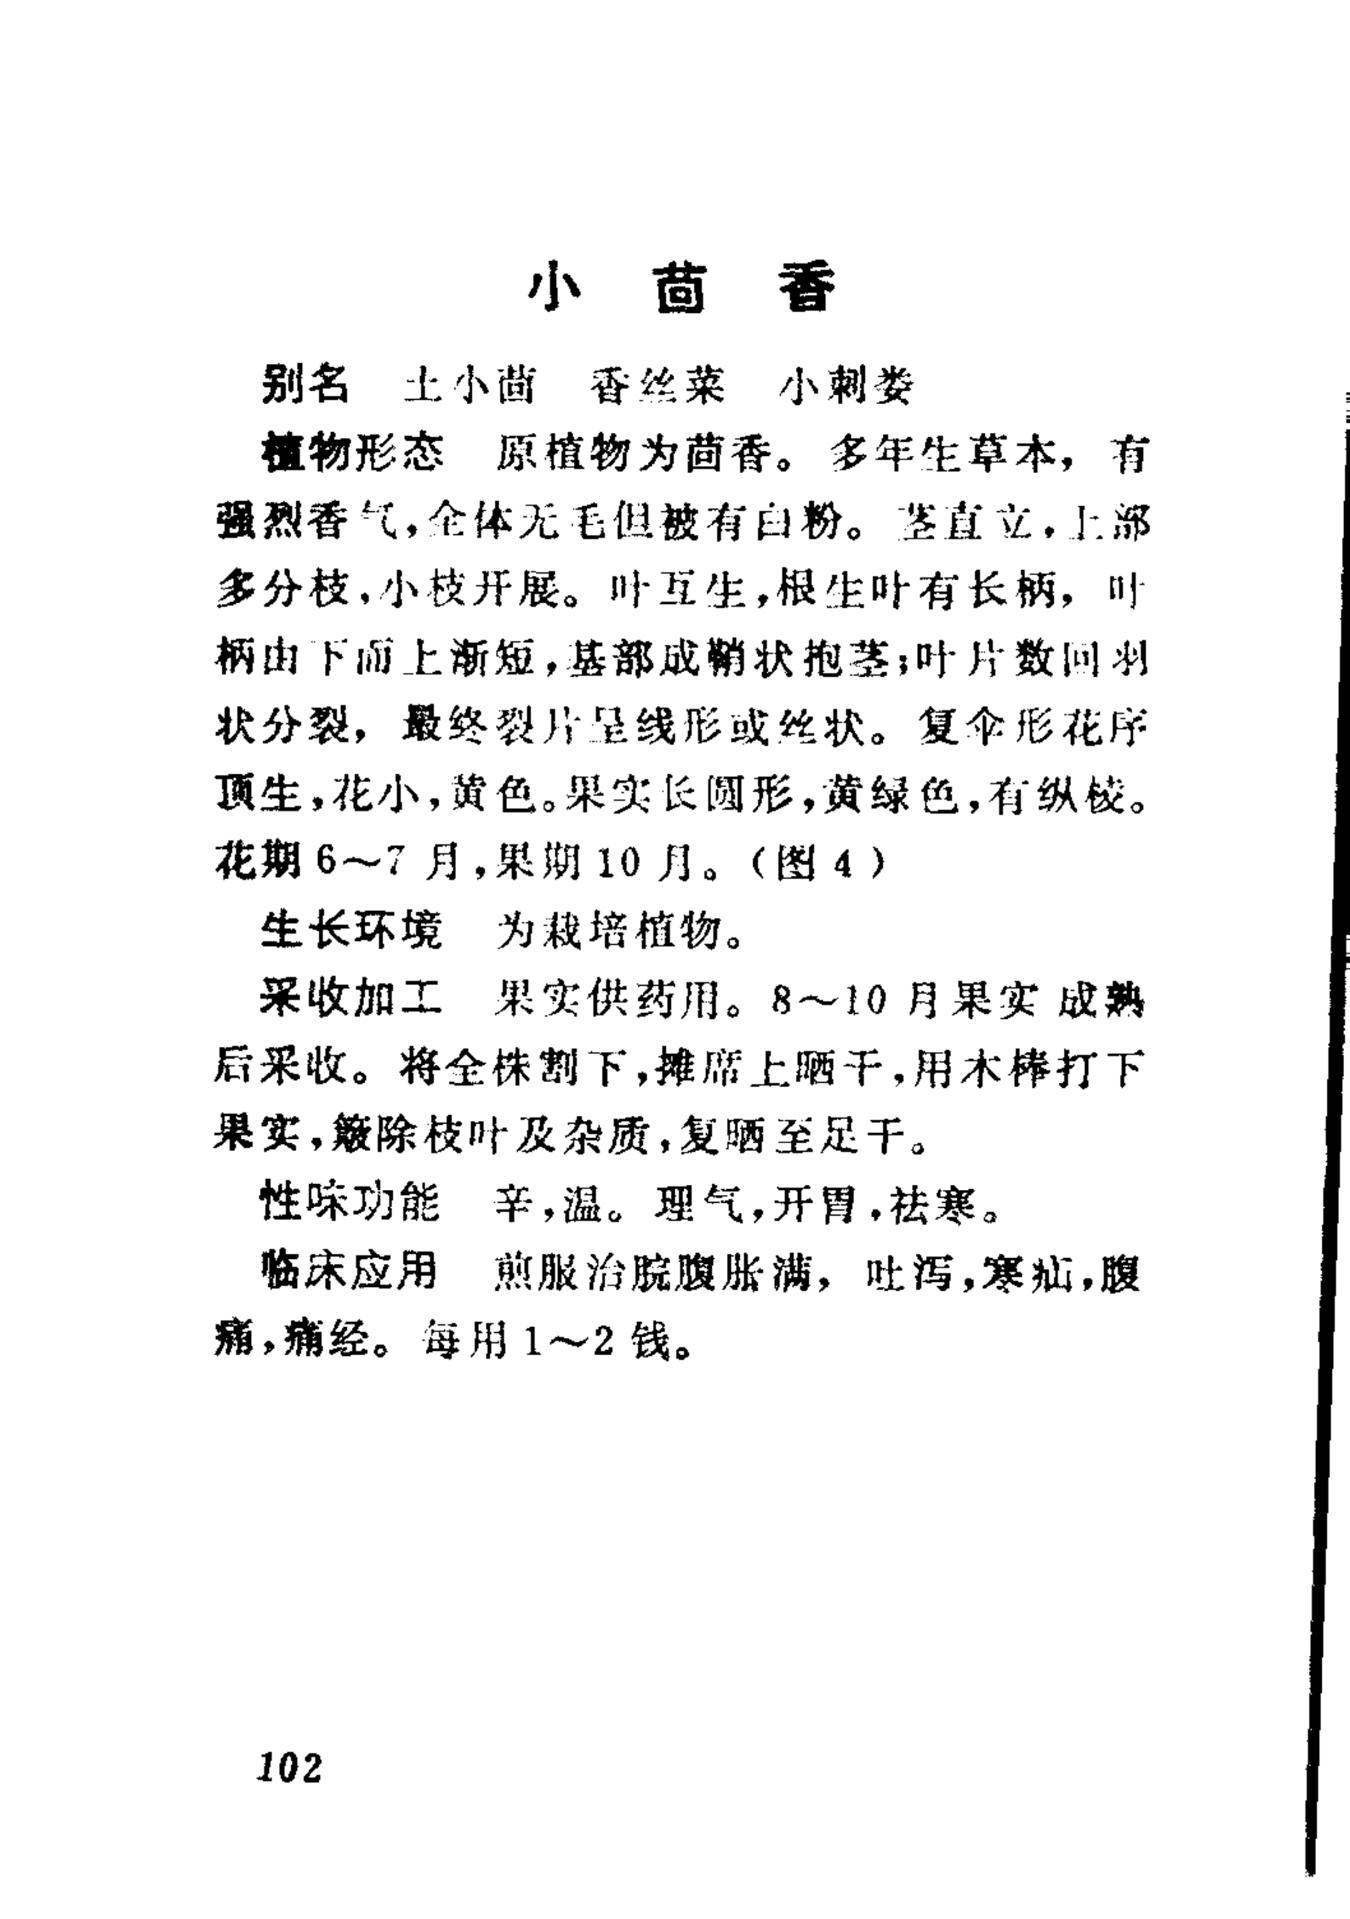 小茴香
别名 土小茴 香丝菜 小刺娄
植物形态 原植物为茴香。多年生草本，有
强烈香气，全体无毛但被有白粉。茎直立，上部
多分枝，小枝开展。叶互生，根生叶有长柄，叶
柄由下而上渐短，基部成鞘状抱茎；叶片数回羽
状分裂，最终裂片呈线形或丝状。复伞形花序
顶生，花小，黄色。果实长圆形，黄绿色，有纵棱。
花期6～7月，果期10月。（图4）
生长环境 为栽培植物。
采收加工 果实供药用。8～10月果实成熟
后采收。将全株割下，摊席上晒干，用木棒打下
果实，簸除枝叶及杂质，复晒至足干。
性味功能 辛，温。理气，开胃，祛寒。
临床应用 煎服治脘腹胀满，吐泻，寒疝，腹
痛，痛经。每用1～2钱。
102